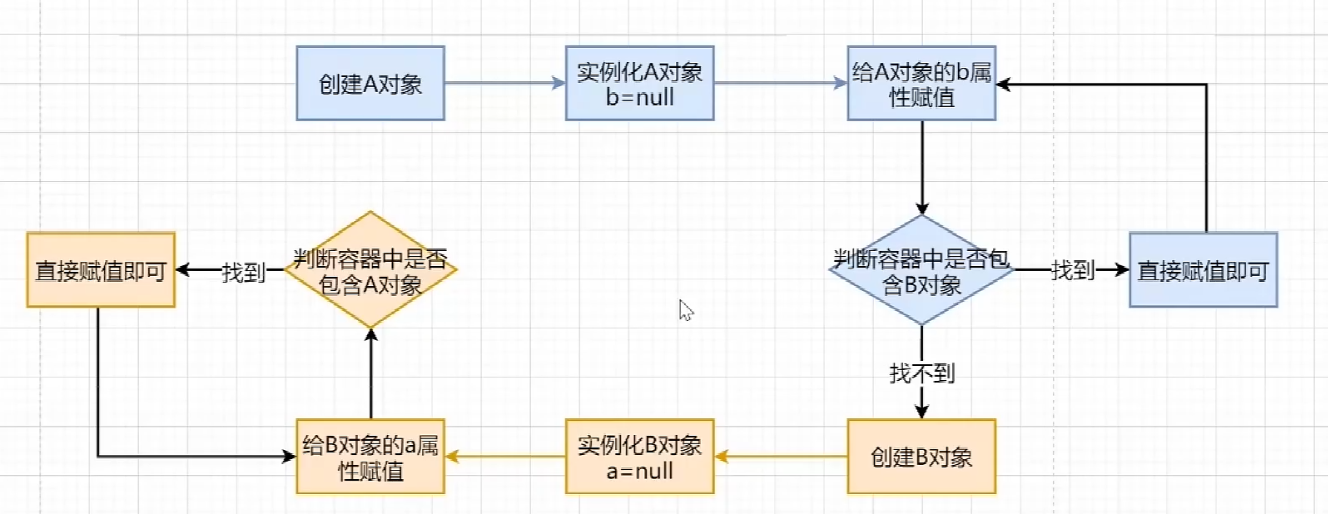 创建A对象
实例化A对象
b=null
给A对象的b属
性赋值
直接赋值即可
找到
判断容器中是否
包含A对象
判断容器中是否包
含B对象
找到
直接赋值即可
找不到
给B对象的a属
性赋值
实例化B对象
a=null
创建B对象